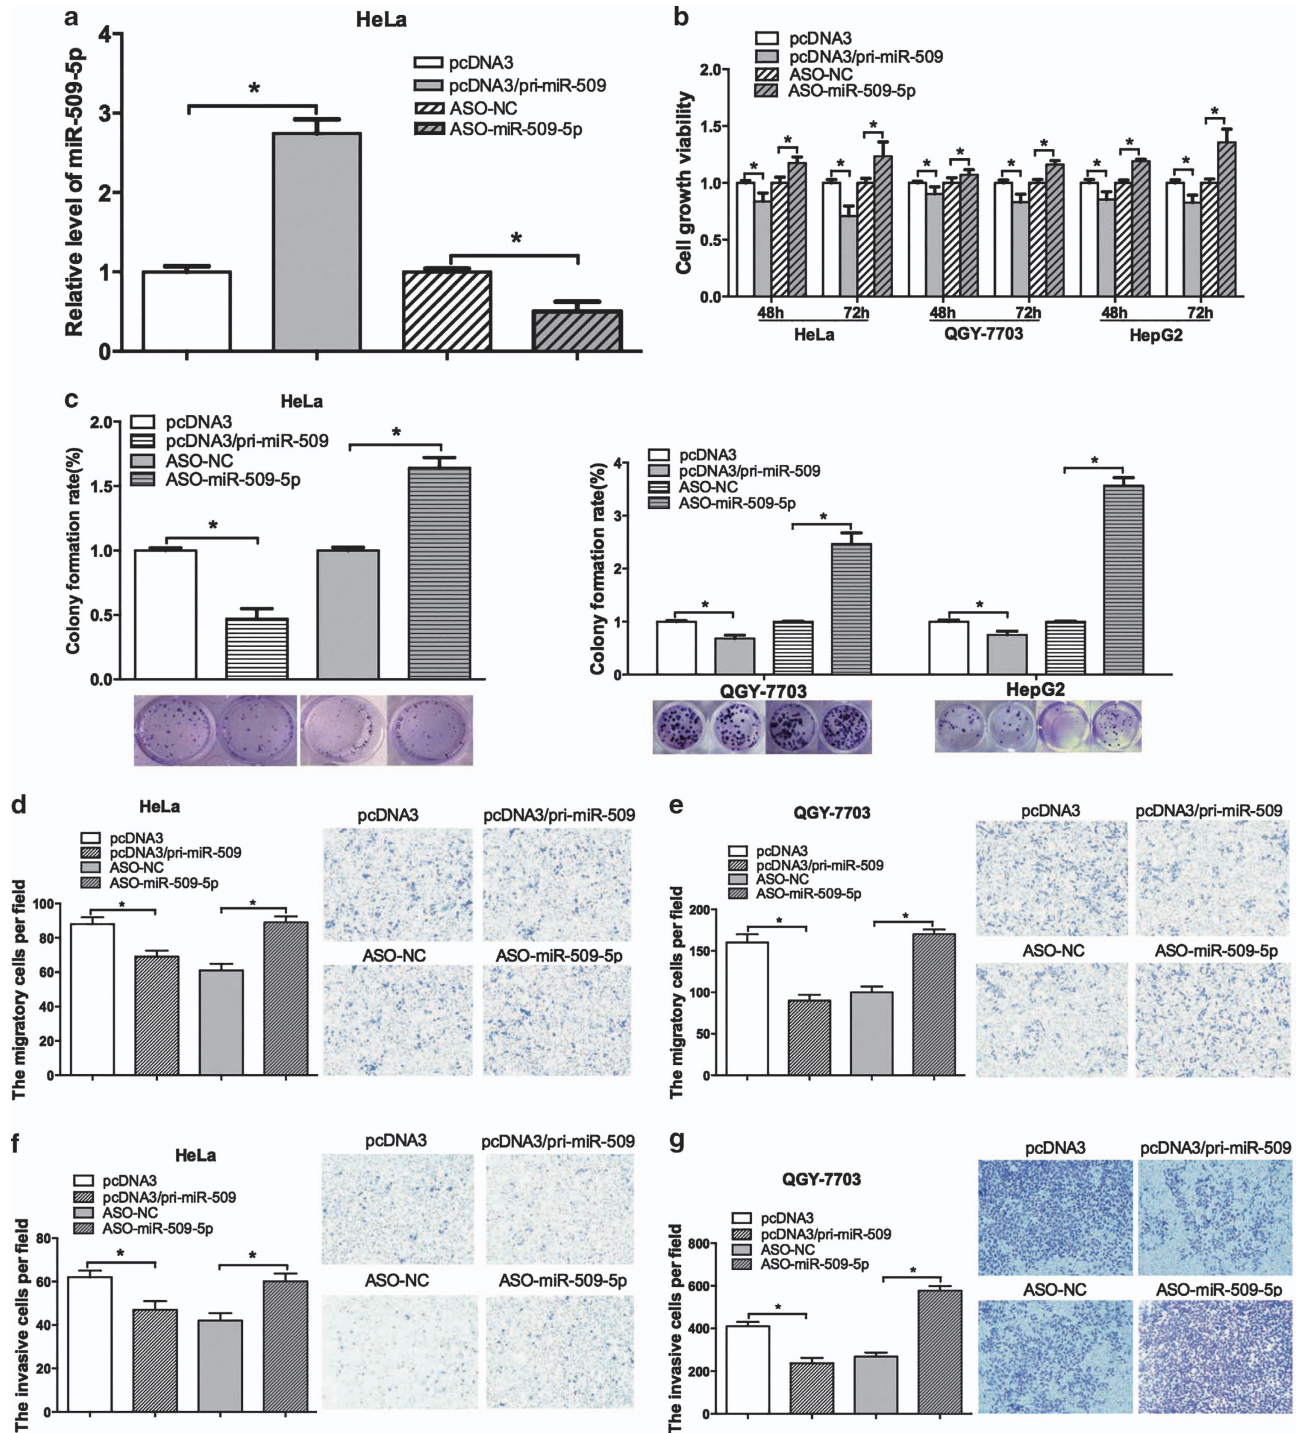 a
HeLa
Relative level of miR-509-5p
4
3
2
1
0
pcDNA3
pcDNA3/pri-miR-509
ASO-NC
ASO-miR-509-5p
*
*
b
pcDNA3
pcDNA3/pri-miR-509
ASO-NC
ASO-miR-509-5p
Cell growth viability
2.0
1.5
1.0
0.5
0.0
* * * * * * * * * * * *
48h 72h 48h 72h 48h 72h
HeLa QGY-7703 HepG2
c
HeLa
pcDNA3
pcDNA3/pri-miR-509
ASO-NC
ASO-miR-509-5p
Colony formation rate(%)
2.0
1.5
1.0
0.5
0.0
*
*
pcDNA3
pcDNA3/pri-miR-509
ASO-NC
ASO-miR-509-5p
Colony formation rate(%)
4
3
2
1
0
* * * *
QGY-7703 HepG2
d
HeLa
pcDNA3
pcDNA3/pri-miR-509
ASO-NC
ASO-miR-509-5p
The migratory cells per field
100
80
60
40
20
0
* *
pcDNA3 pcDNA3/pri-miR-509
ASO-NC ASO-miR-509-5p
e
QGY-7703
pcDNA3
pcDNA3/pri-miR-509
ASO-NC
ASO-miR-509-5p
The migratory cells per field
200
150
100
50
0
* *
pcDNA3 pcDNA3/pri-miR-509
ASO-NC ASO-miR-509-5p
f
HeLa
pcDNA3
pcDNA3/pri-miR-509
ASO-NC
ASO-miR-509-5p
The invasive cells per field
80
60
40
20
0
* *
pcDNA3 pcDNA3/pri-miR-509
ASO-NC ASO-miR-509-5p
g
QGY-7703
pcDNA3
pcDNA3/pri-miR-509
ASO-NC
ASO-miR-509-5p
The invasive cells per field
800
600
400
200
0
* *
pcDNA3 pcDNA3/pri-miR-509
ASO-NC ASO-miR-509-5p